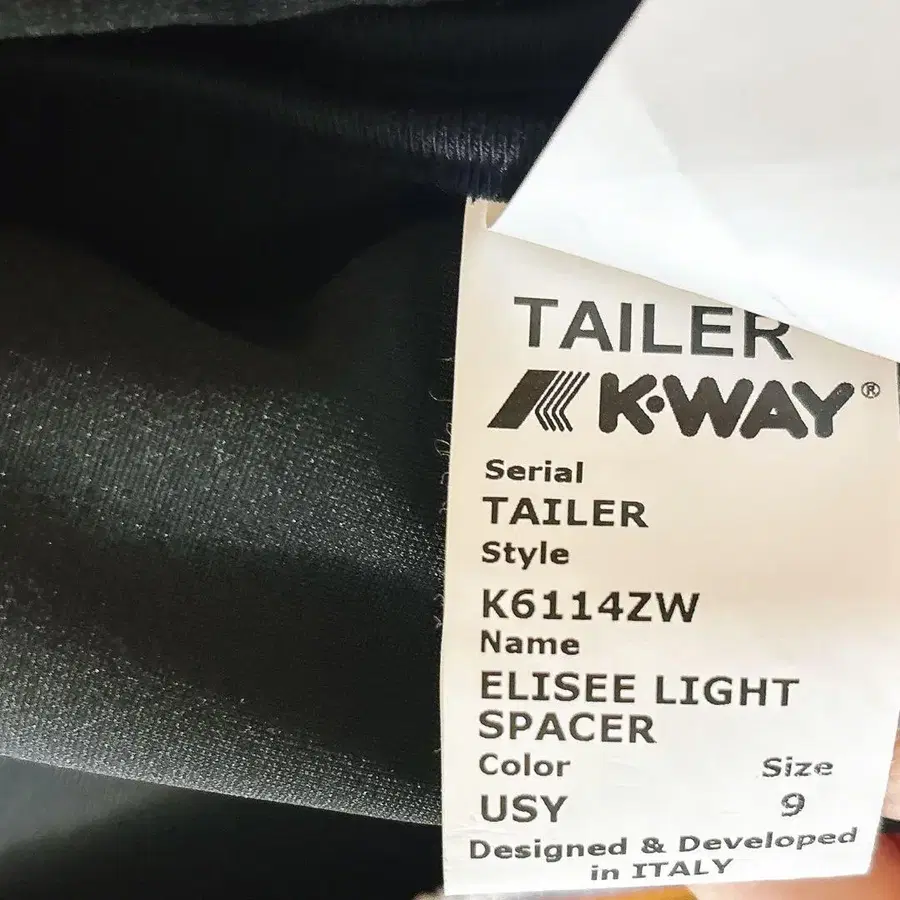 TAILER
K·WAY®
Serial
TAILER
Style
K6114ZW
Name
ELISEE LIGHT
SPACER
Color Size
USY 9
Designed & Developed
in ITALY